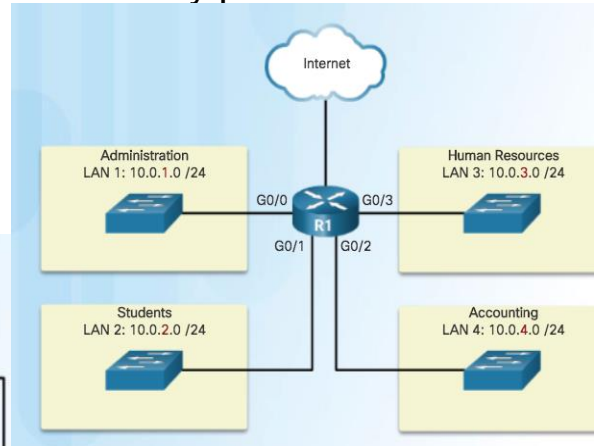 Internet
Administration
LAN 1: 10.0.1.0 /24
Human Resources
LAN 3: 10.0.3.0 /24
G0/0
G0/3
R1
G0/1
G0/2
Students
LAN 2: 10.0.2.0 /24
Accounting
LAN 4: 10.0.4.0 /24